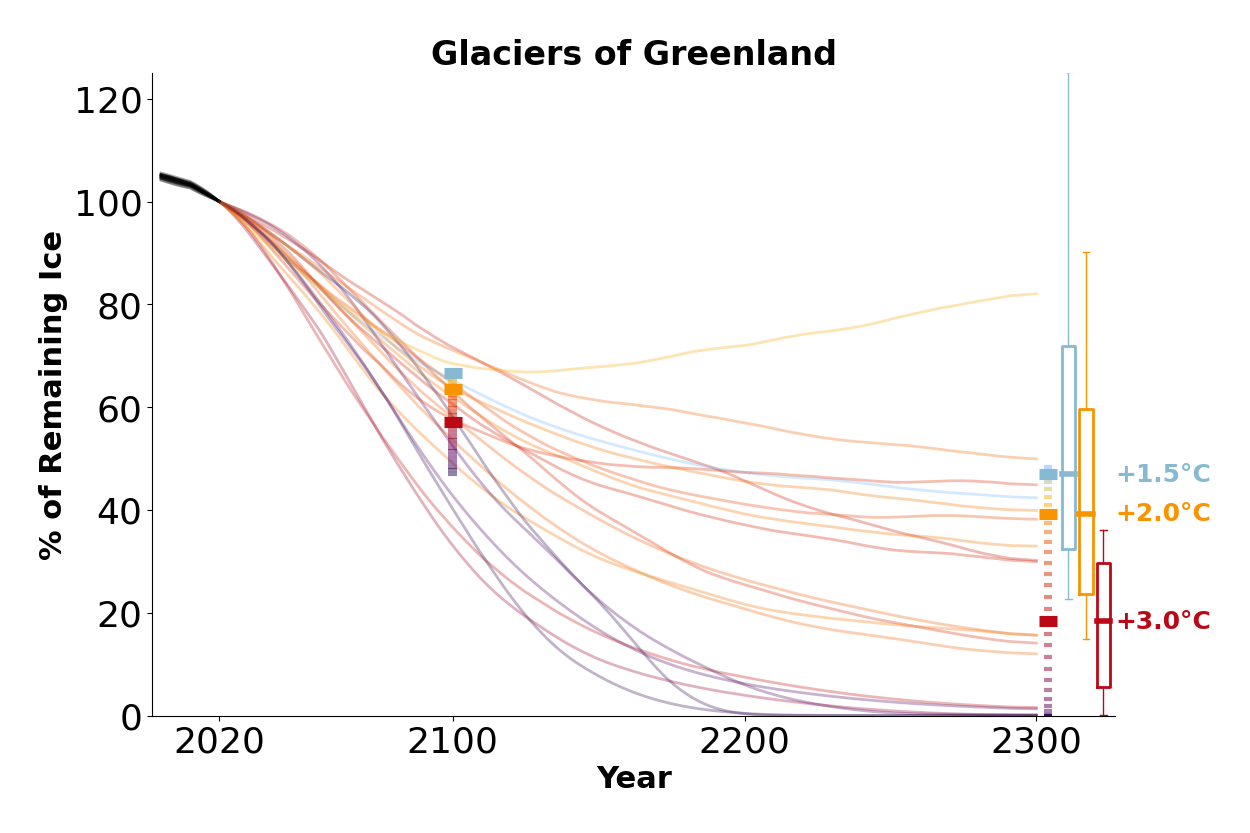 Glaciers of Greenland
% of Remaining Ice
120
100
80
60
40
20
0
+1.5°C
+2.0°C
+3.0°C
2020 2100 2200 2300
Year